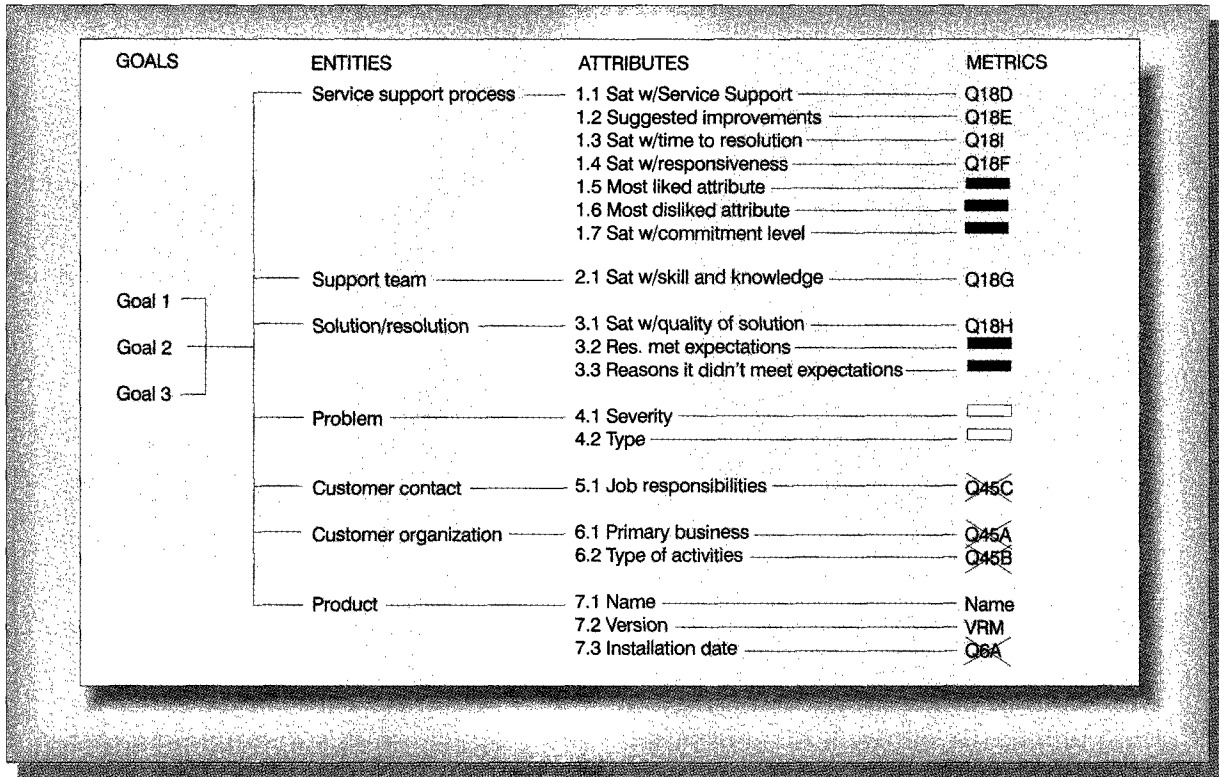 GOALS ENTITIES ATTRIBUTES METRICS
Service support process 1.1 Sat w/Service Support Q18D
1.2 Suggested improvements Q18E
1.3 Sat w/time to resolution Q18I
1.4 Sat w/responsiveness Q18F
1.5 Most liked attribute
1.6 Most disliked attribute
1.7 Sat w/commitment level
Support team 2.1 Sat w/skill and knowledge Q18G
Goal 1
Solution/resolution 3.1 Sat w/quality of solution Q18H
Goal 2 3.2 Res. met expectations
3.3 Reasons it didn't meet expectations
Goal 3
Problem 4.1 Severity
4.2 Type
Customer contact 5.1 Job responsibilities Q45C
Customer organization 6.1 Primary business Q45A
6.2 Type of activities Q45B
Product 7.1 Name Name
7.2 Version VRM
7.3 Installation date Q6A